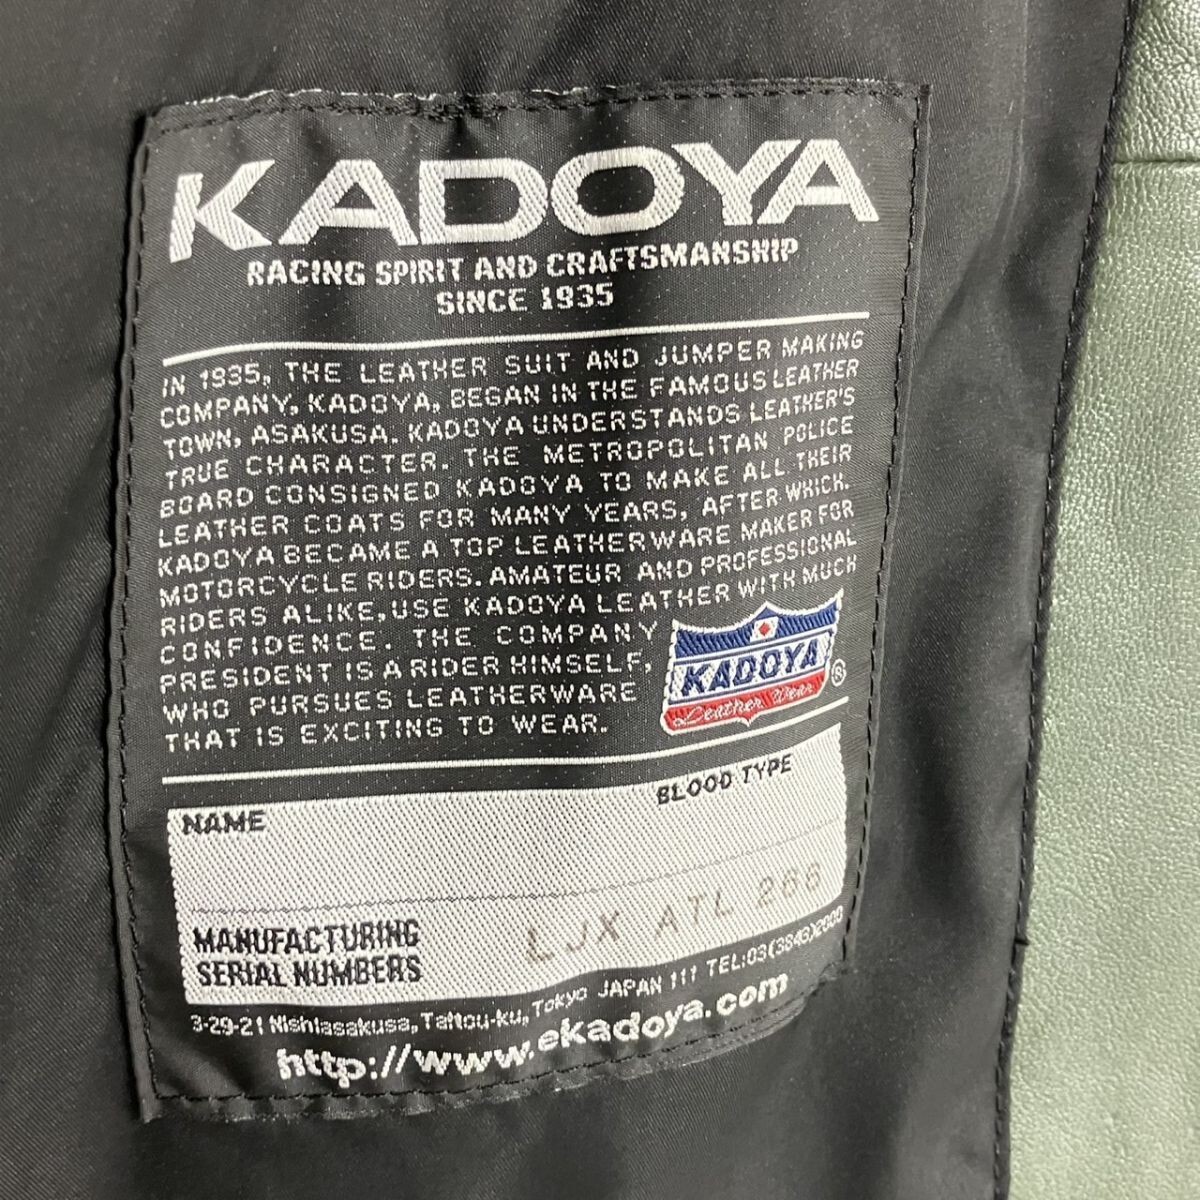 KADOYA
RACING SPIRIT AND CRAFTSMANSHIP
SINCE 1935
IN 1935, THE LEATHER SUIT AND JUMPER MAKING
COMPANY, KADOYA, BEGAN IN THE FAMOUS LEATHER
TOWN, ASAKUSA. KADOYA UNDERSTANDS LEATHER'S
TRUE CHARACTER. THE METROPOLITAN POLICE
BOARD CONSIGNED KADOYA TO MAKE ALL THEIR
LEATHER COATS FOR MANY YEARS, AFTER WHICH.
KADOYA BECAME A TOP LEATHERWARE MAKER FOR
MOTORCYCLE RIDERS. AMATEUR AND PROFESSIONAL
RIDERS ALIKE, USE KADOYA LEATHER WITH MUCH
CONFIDENCE. THE COMPANY
PRESIDENT IS A RIDER HIMSELF,
WHO PURSUES LEATHERWARE
THAT IS EXCITING TO WEAR.
KADOYA ®
Leather Wear
NAME BLOOD TYPE
MANUFACTURING
SERIAL NUMBERS
LJX ATL 268
3-29-21 Nishiasakusa, Taitou-ku, Tokyo JAPAN 111 TEL:03(3843)2000
http://www.ekadoya.com